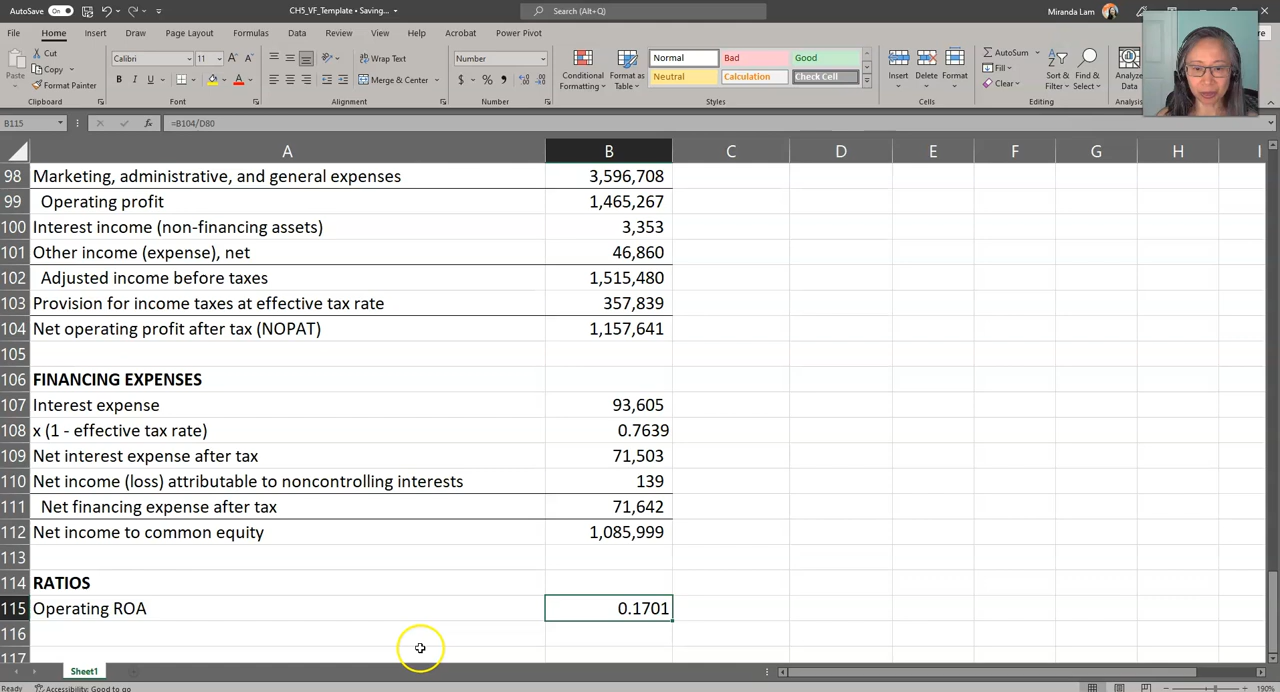 AutoSave On CH5_VF_Template • Saving... Search (Alt+Q) Miranda Lam
File Home Insert Draw Page Layout Formulas Data Review View Help Acrobat Power Pivot
Cut Calibri 11 Wrap Text Number Normal Bad Good AutoSum
Paste Copy Conditional Format as Insert Delete Format Fill Sort & Find & Analyze
Format Painter B I U Merge & Center $ % Formatting Table Neutral Calculation Check Cell Clear Filter Select Data
Clipboard Font Alignment Number Styles Cells Editing Analysis
B115 fx =B104/D80
A B C D E F G H I
98 Marketing, administrative, and general expenses 3,596,708
99 Operating profit 1,465,267
100 Interest income (non-financing assets) 3,353
101 Other income (expense), net 46,860
102 Adjusted income before taxes 1,515,480
103 Provision for income taxes at effective tax rate 357,839
104 Net operating profit after tax (NOPAT) 1,157,641
105
106 FINANCING EXPENSES
107 Interest expense 93,605
108 x (1 - effective tax rate) 0.7639
109 Net interest expense after tax 71,503
110 Net income (loss) attributable to noncontrolling interests 139
111 Net financing expense after tax 71,642
112 Net income to common equity 1,085,999
113
114 RATIOS
115 Operating ROA 0.1701
116
117
Sheet1
Ready Accessibility: Good to go 190%